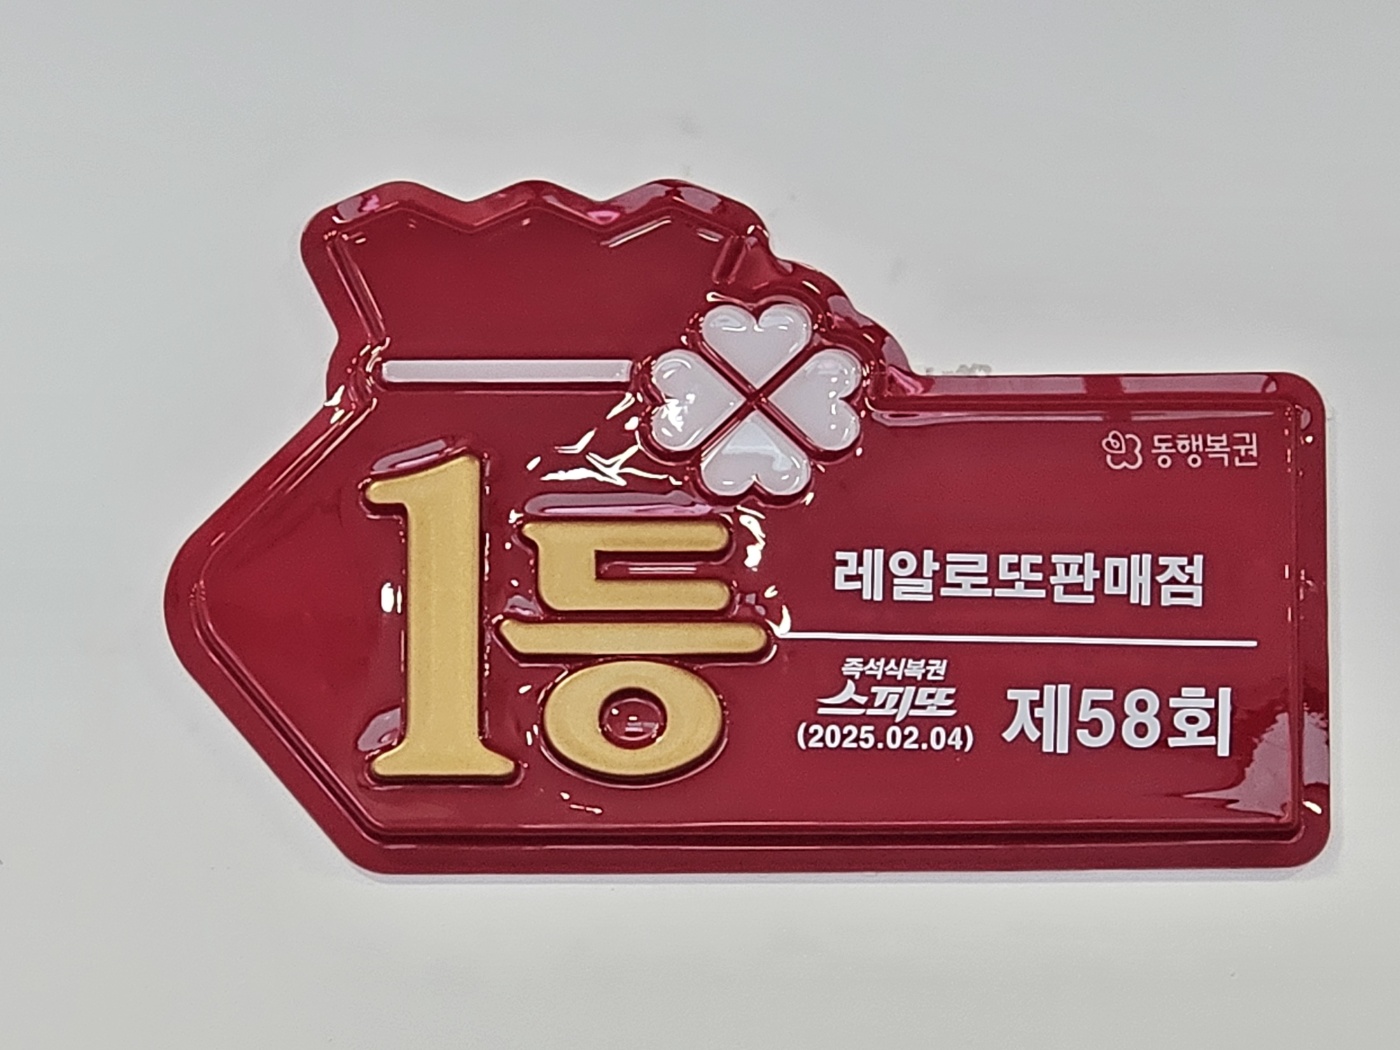 동행복권
1등
레알로또판매점
즉석식복권
스피또
(2025.02.04)
제58회